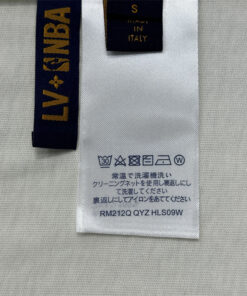 LV NBA
S
MADE
IN
ITALY
常温で洗濯機洗い
クリーニングネットを使用し裏返しに
して洗濯してください
裏返しにしてアイロンをあててください
RM212Q QYZ HLS09W